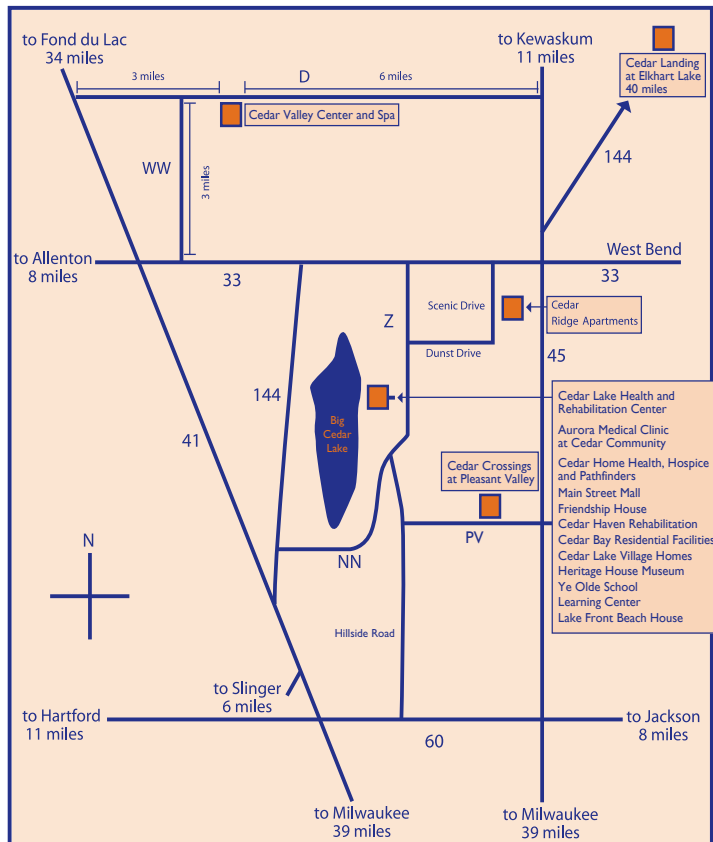 to Fond du Lac
34 miles
to Kewaskum
11 miles
Cedar Landing
at Elkhart Lake
40 miles
3 miles
D
6 miles
Cedar Valley Center and Spa
WW
3 miles
144
to Allenton
8 miles
West Bend
33
33
Scenic Drive
Cedar
Ridge Apartments
Z
Dunst Drive
45
144
41
Big
Cedar
Lake
Cedar Lake Health and
Rehabilitation Center
Aurora Medical Clinic
at Cedar Community
Cedar Home Health, Hospice
and Pathfinders
Main Street Mall
Friendship House
Cedar Haven Rehabilitation
Cedar Bay Residential Facilities
Cedar Lake Village Homes
Heritage House Museum
Ye Olde School
Learning Center
Lake Front Beach House
Cedar Crossings
at Pleasant Valley
PV
NN
N
Hillside Road
to Slinger
6 miles
to Hartford
11 miles
60
to Jackson
8 miles
to Milwaukee
39 miles
to Milwaukee
39 miles